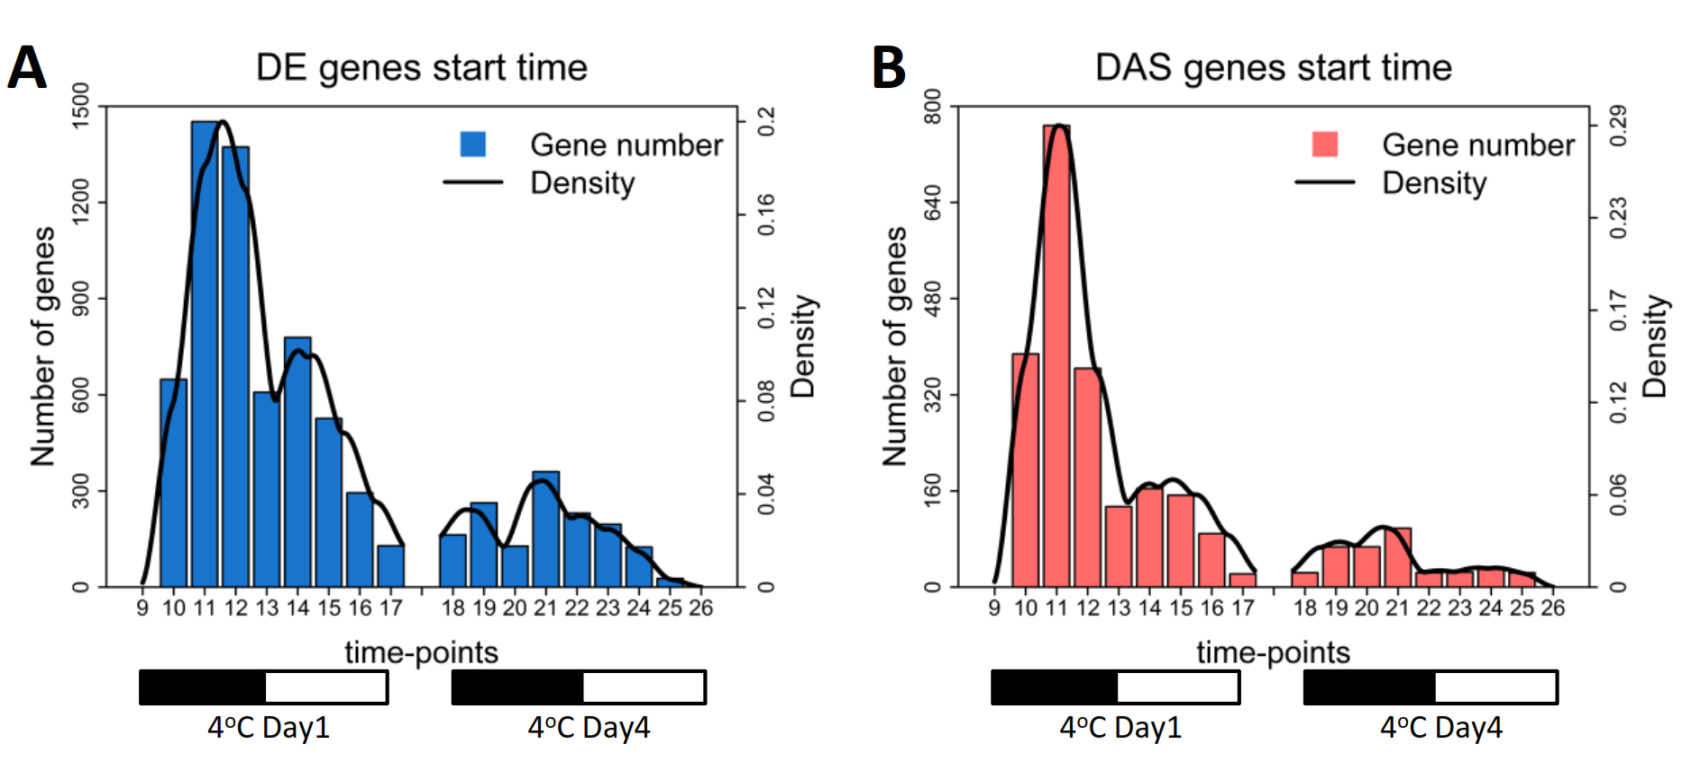 A
DE genes start time
1500
1200
900
600
300
0
Number of genes
Gene number
Density
0.2
0.16
0.12
0.08
0.04
0
Density
9 10 11 12 13 14 15 16 17 18 19 20 21 22 23 24 25 26
time-points
4°C Day1
4°C Day4
B
DAS genes start time
800
640
480
320
160
0
Number of genes
Gene number
Density
0.29
0.23
0.17
0.12
0.06
0
Density
9 10 11 12 13 14 15 16 17 18 19 20 21 22 23 24 25 26
time-points
4°C Day1
4°C Day4